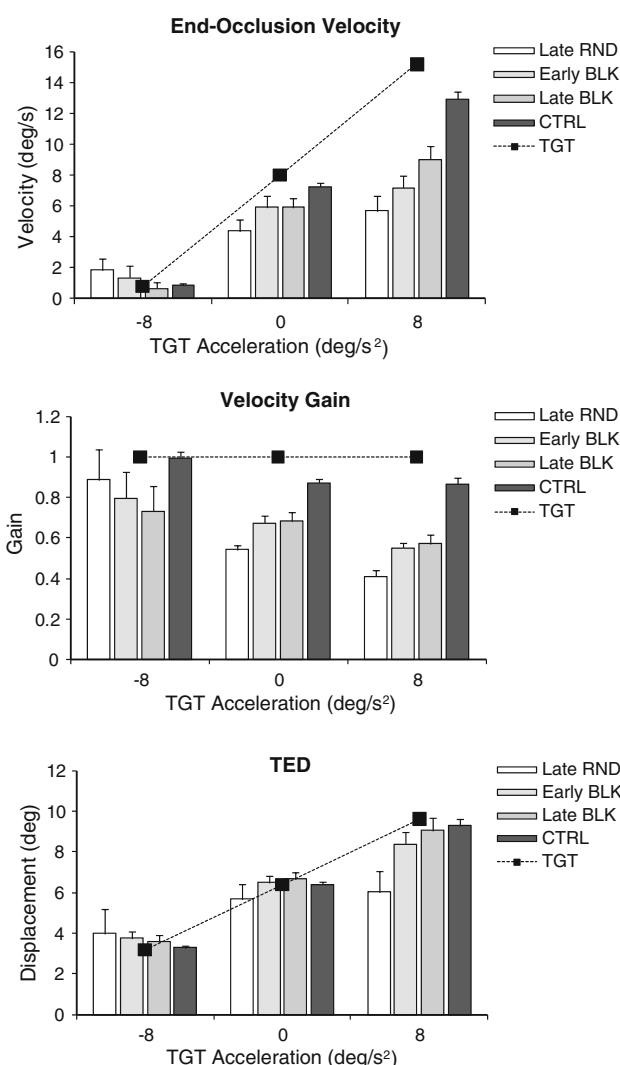 End-Occlusion Velocity
16
14
12
10
8
6
4
2
0
Velocity (deg/s)
-8
0
8
TGT Acceleration (deg/s²)
Late RND
Early BLK
Late BLK
CTRL
TGT
Velocity Gain
1.2
1
0.8
0.6
0.4
0.2
0
Gain
-8
0
8
TGT Acceleration (deg/s²)
Late RND
Early BLK
Late BLK
CTRL
TGT
TED
12
10
8
6
4
2
0
Displacement (deg)
-8
0
8
TGT Acceleration (deg/s²)
Late RND
Early BLK
Late BLK
CTRL
TGT